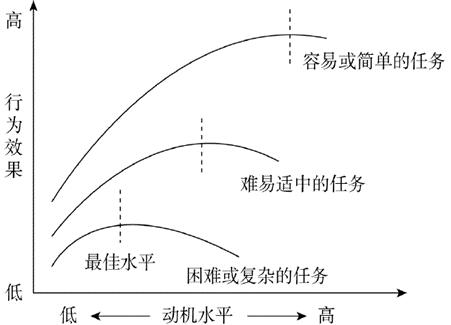 高
行为效果
低
容易或简单的任务
难易适中的任务
最佳水平
困难或复杂的任务
低
动机水平
高